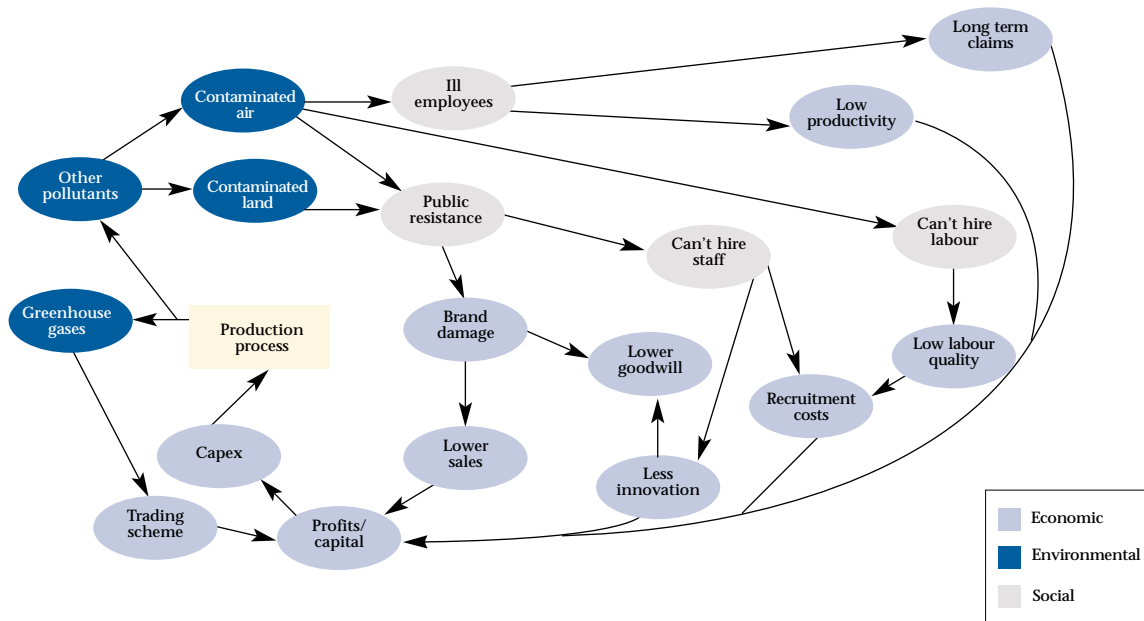 Long term
claims
Contaminated
air
Ill
employees
Low
productivity
Other
pollutants
Contaminated
land
Public
resistance
Can't hire
staff
Can't hire
labour
Greenhouse
gases
Production
process
Brand
damage
Lower
goodwill
Low labour
quality
Recruitment
costs
Capex
Lower
sales
Less
innovation
Trading
scheme
Profits/
capital
Economic
Environmental
Social